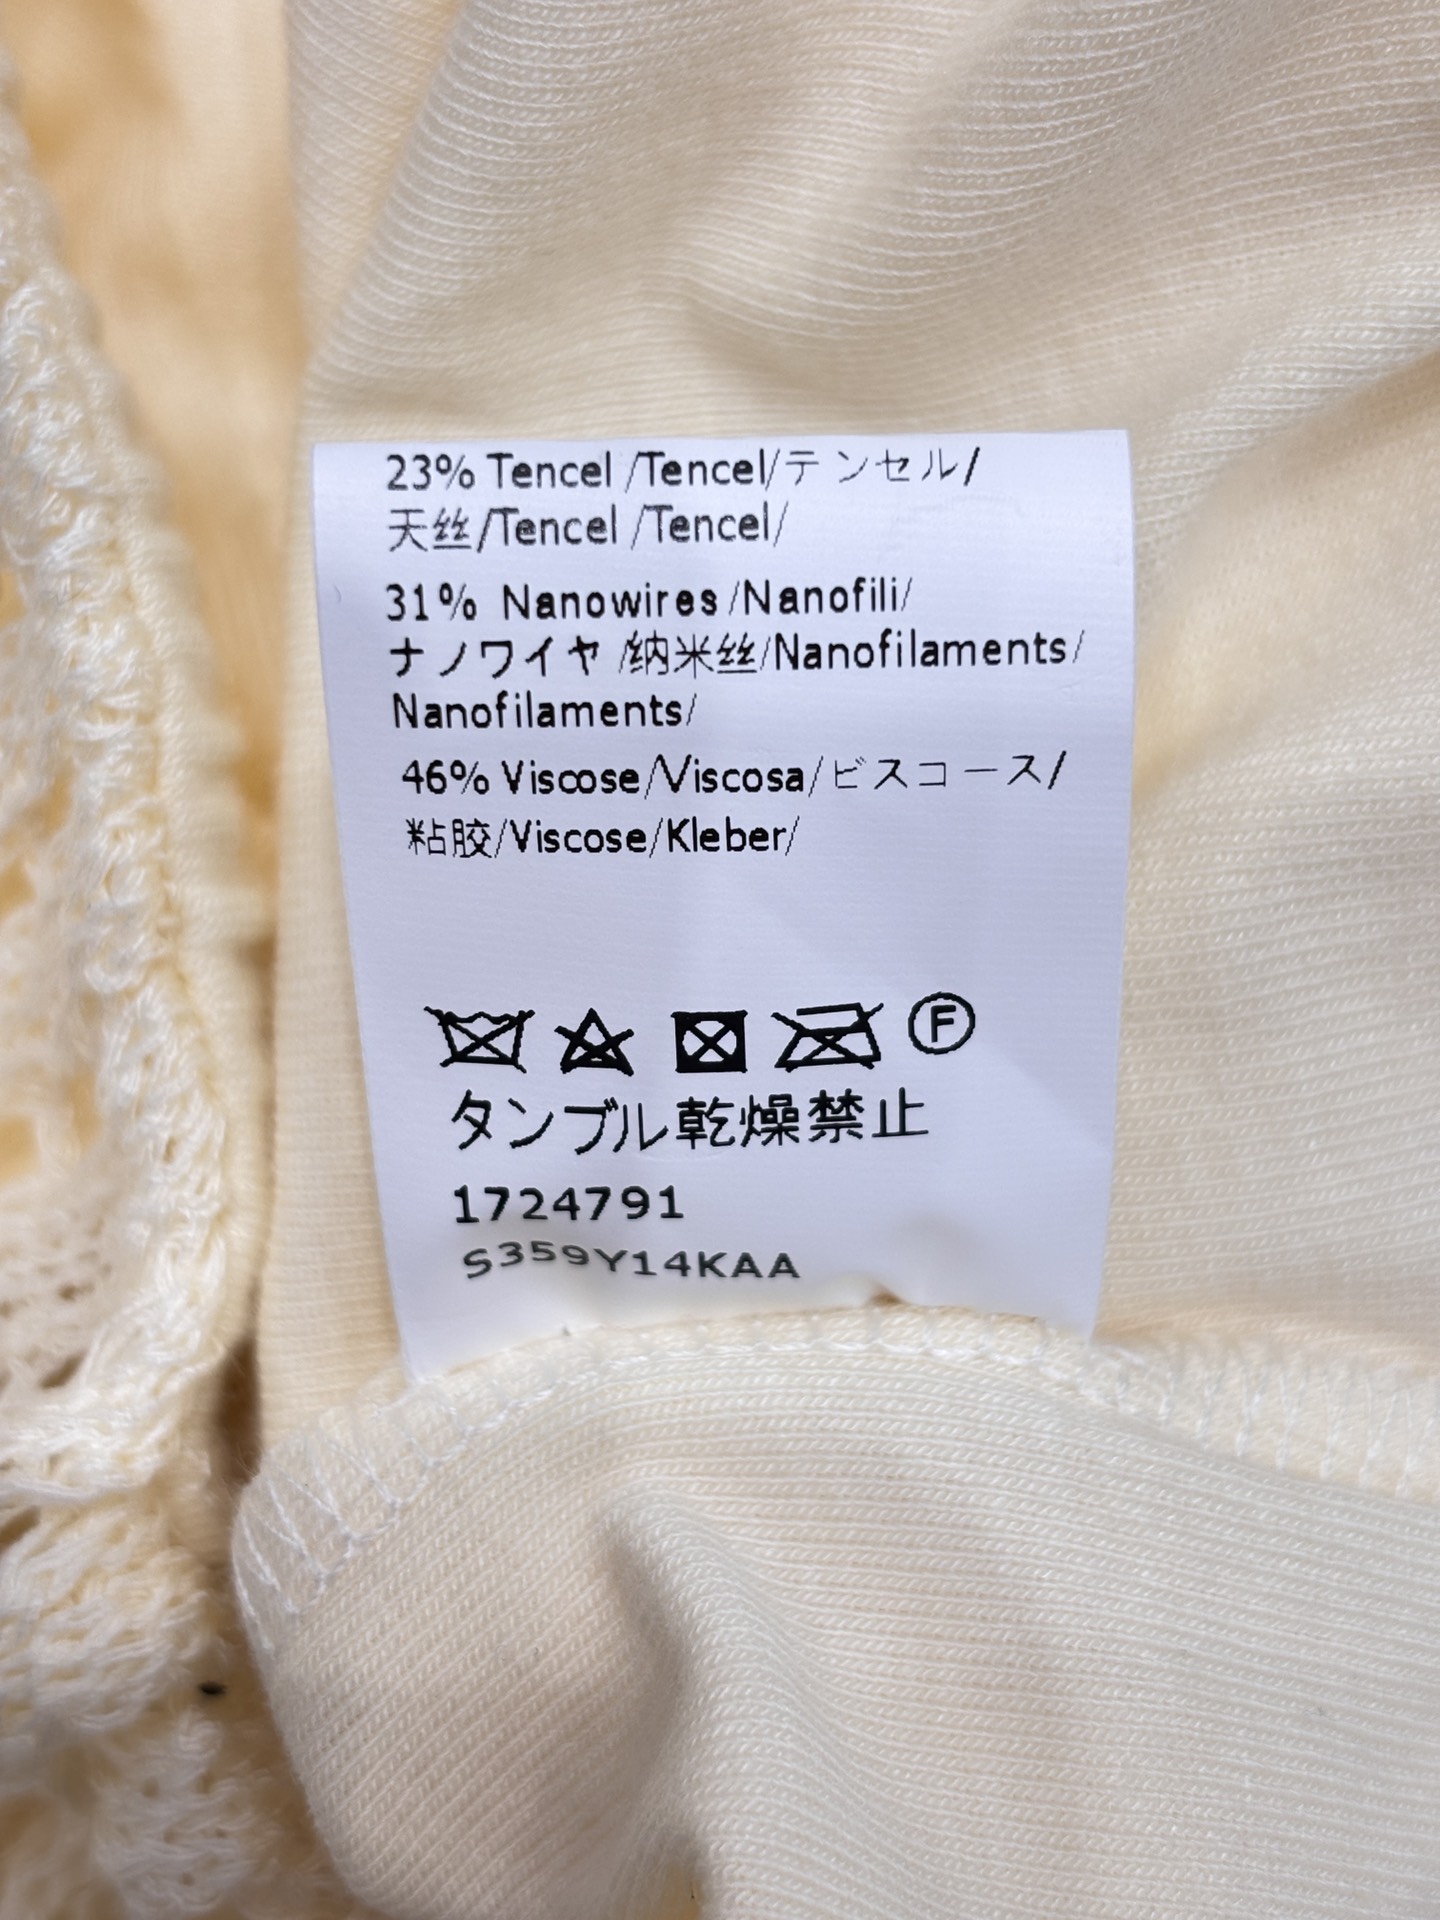 23% Tencel /Tencel/テンセル/
天丝/Tencel /Tencel/
31% Nanowires/Nanofili/
ナノワイヤ/纳米丝/Nanofilaments/
Nanofilaments/
46% Viscose/Viscosa/ビスコース/
粘胶/Viscose/Kleber/
F
タンブル乾燥禁止
1724791
S359Y14KAA